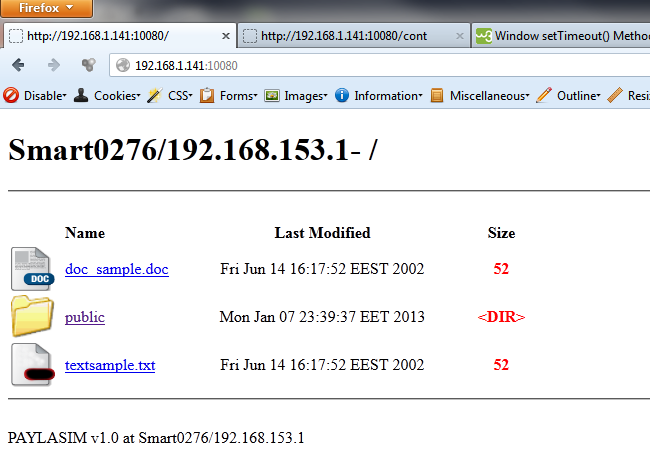 Firefox
http://192.168.1.141:10080/ http://192.168.1.141:10080/cont Window setTimeout() Metho
192.168.1.141:10080
Disable Cookies CSS Forms Images Information Miscellaneous Outline Resi
Smart0276/192.168.153.1- /
Name Last Modified Size
DOC doc_sample.doc Fri Jun 14 16:17:52 EEST 2002 52
public Mon Jan 07 23:39:37 EET 2013 <DIR>
textsample.txt Fri Jun 14 16:17:52 EEST 2002 52
PAYLASIM v1.0 at Smart0276/192.168.153.1